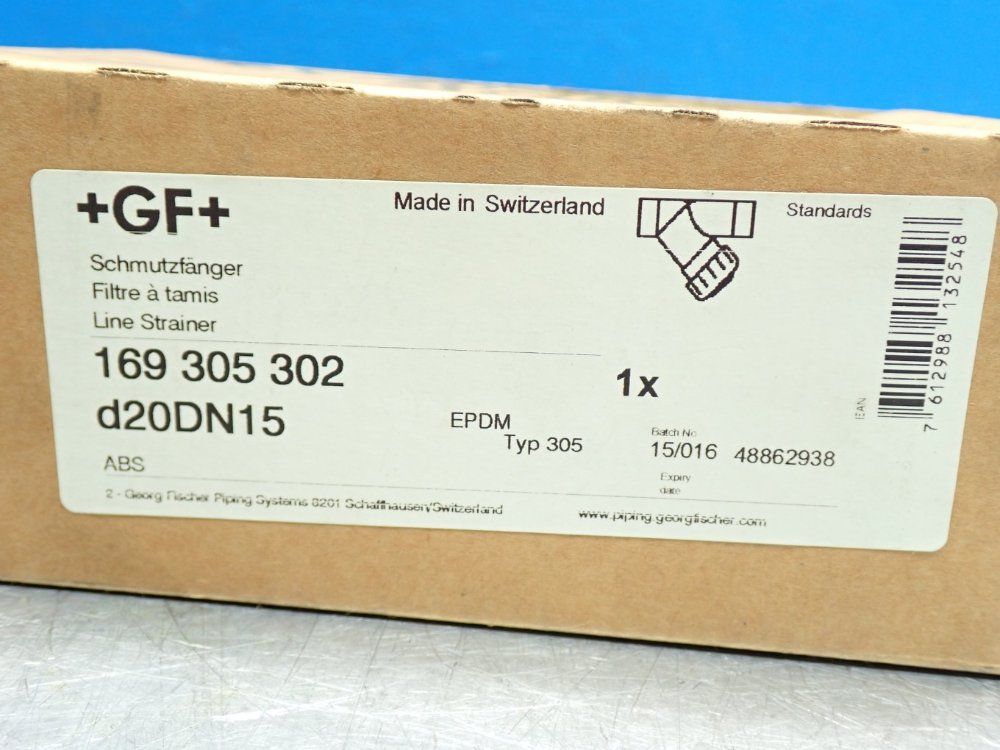 +GF+
Made in Switzerland
Standards
Schmutzfänger
Filtre à tamis
Line Strainer
169 305 302
d20DN15
1x
EPDM
Typ 305
Batch No
15/016 48862938
ABS
Expiry
date
2 - Georg Fischer Piping Systems 8201 Schaffhausen/Switzerland
www.piping.georgfischer.com
EAN
7 612988 132548